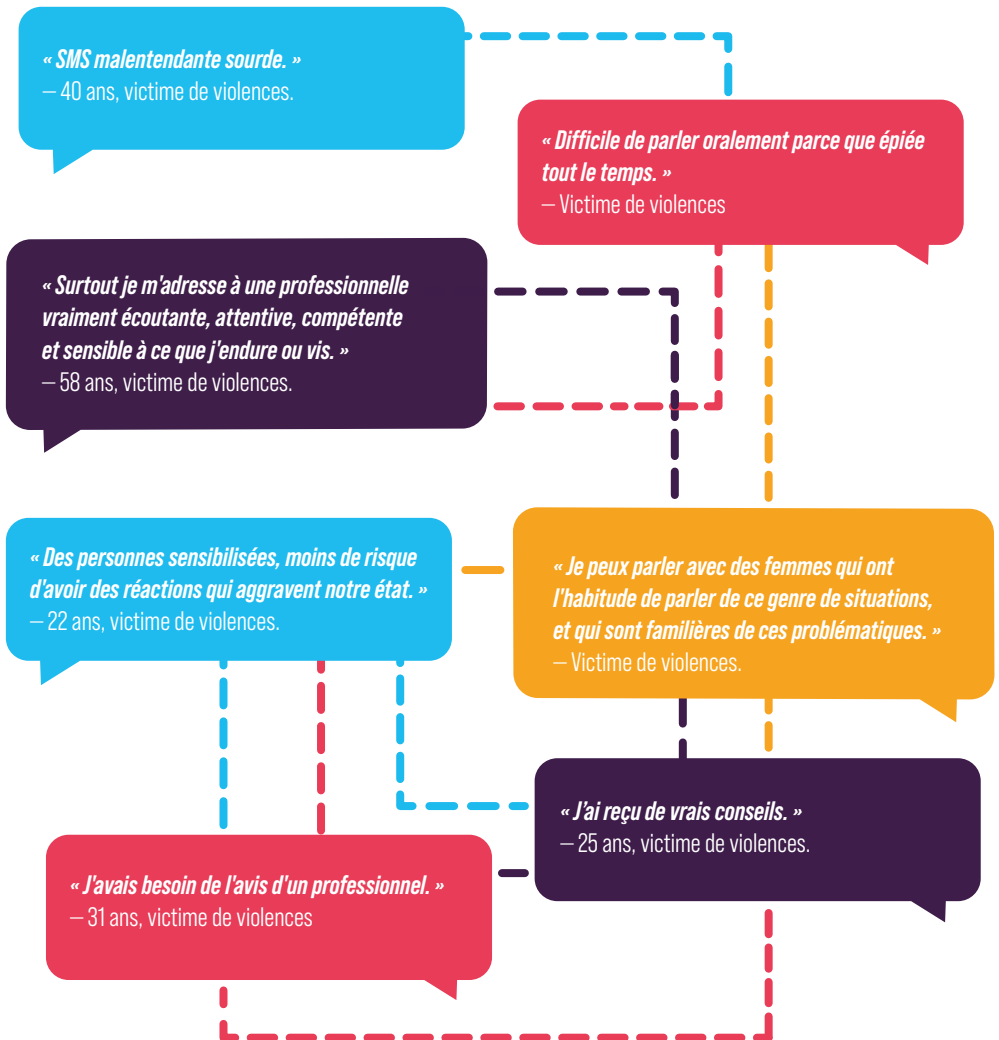 « SMS malentendante sourde. »
– 40 ans, victime de violences.
« Difficile de parler oralement parce que épiée
tout le temps. »
– Victime de violences
« Surtout je m'adresse à une professionnelle
vraiment écoutante, attentive, compétente
et sensible à ce que j'endure ou vis. »
– 58 ans, victime de violences.
« Des personnes sensibilisées, moins de risque
d'avoir des réactions qui aggravent notre état. »
– 22 ans, victime de violences.
« Je peux parler avec des femmes qui ont
l'habitude de parler de ce genre de situations,
et qui sont familières de ces problématiques. »
– Victime de violences.
« J'ai reçu de vrais conseils. »
– 25 ans, victime de violences.
« J'avais besoin de l'avis d'un professionnel. »
– 31 ans, victime de violences